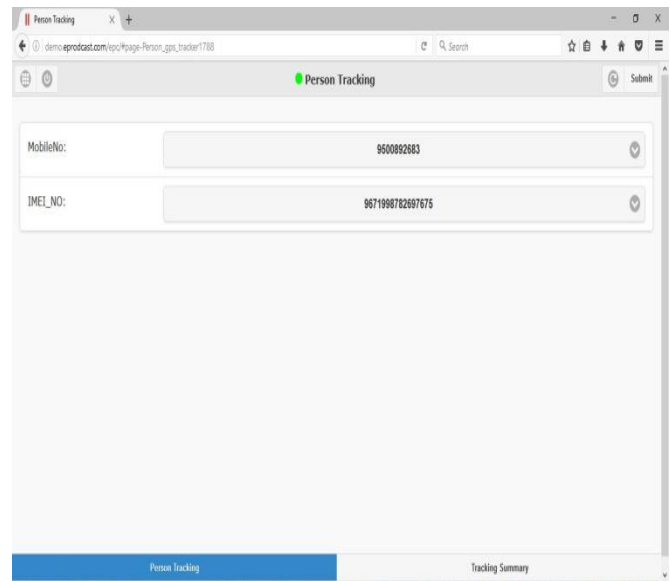 Person Tracking
demo.eprodcast.com/epc/#page-Person_gps_tracker1788
Search
Person Tracking
Submit
MobileNo:
9500892683
IMEI_NO:
9671998782697675
Person Tracking
Tracking Summary